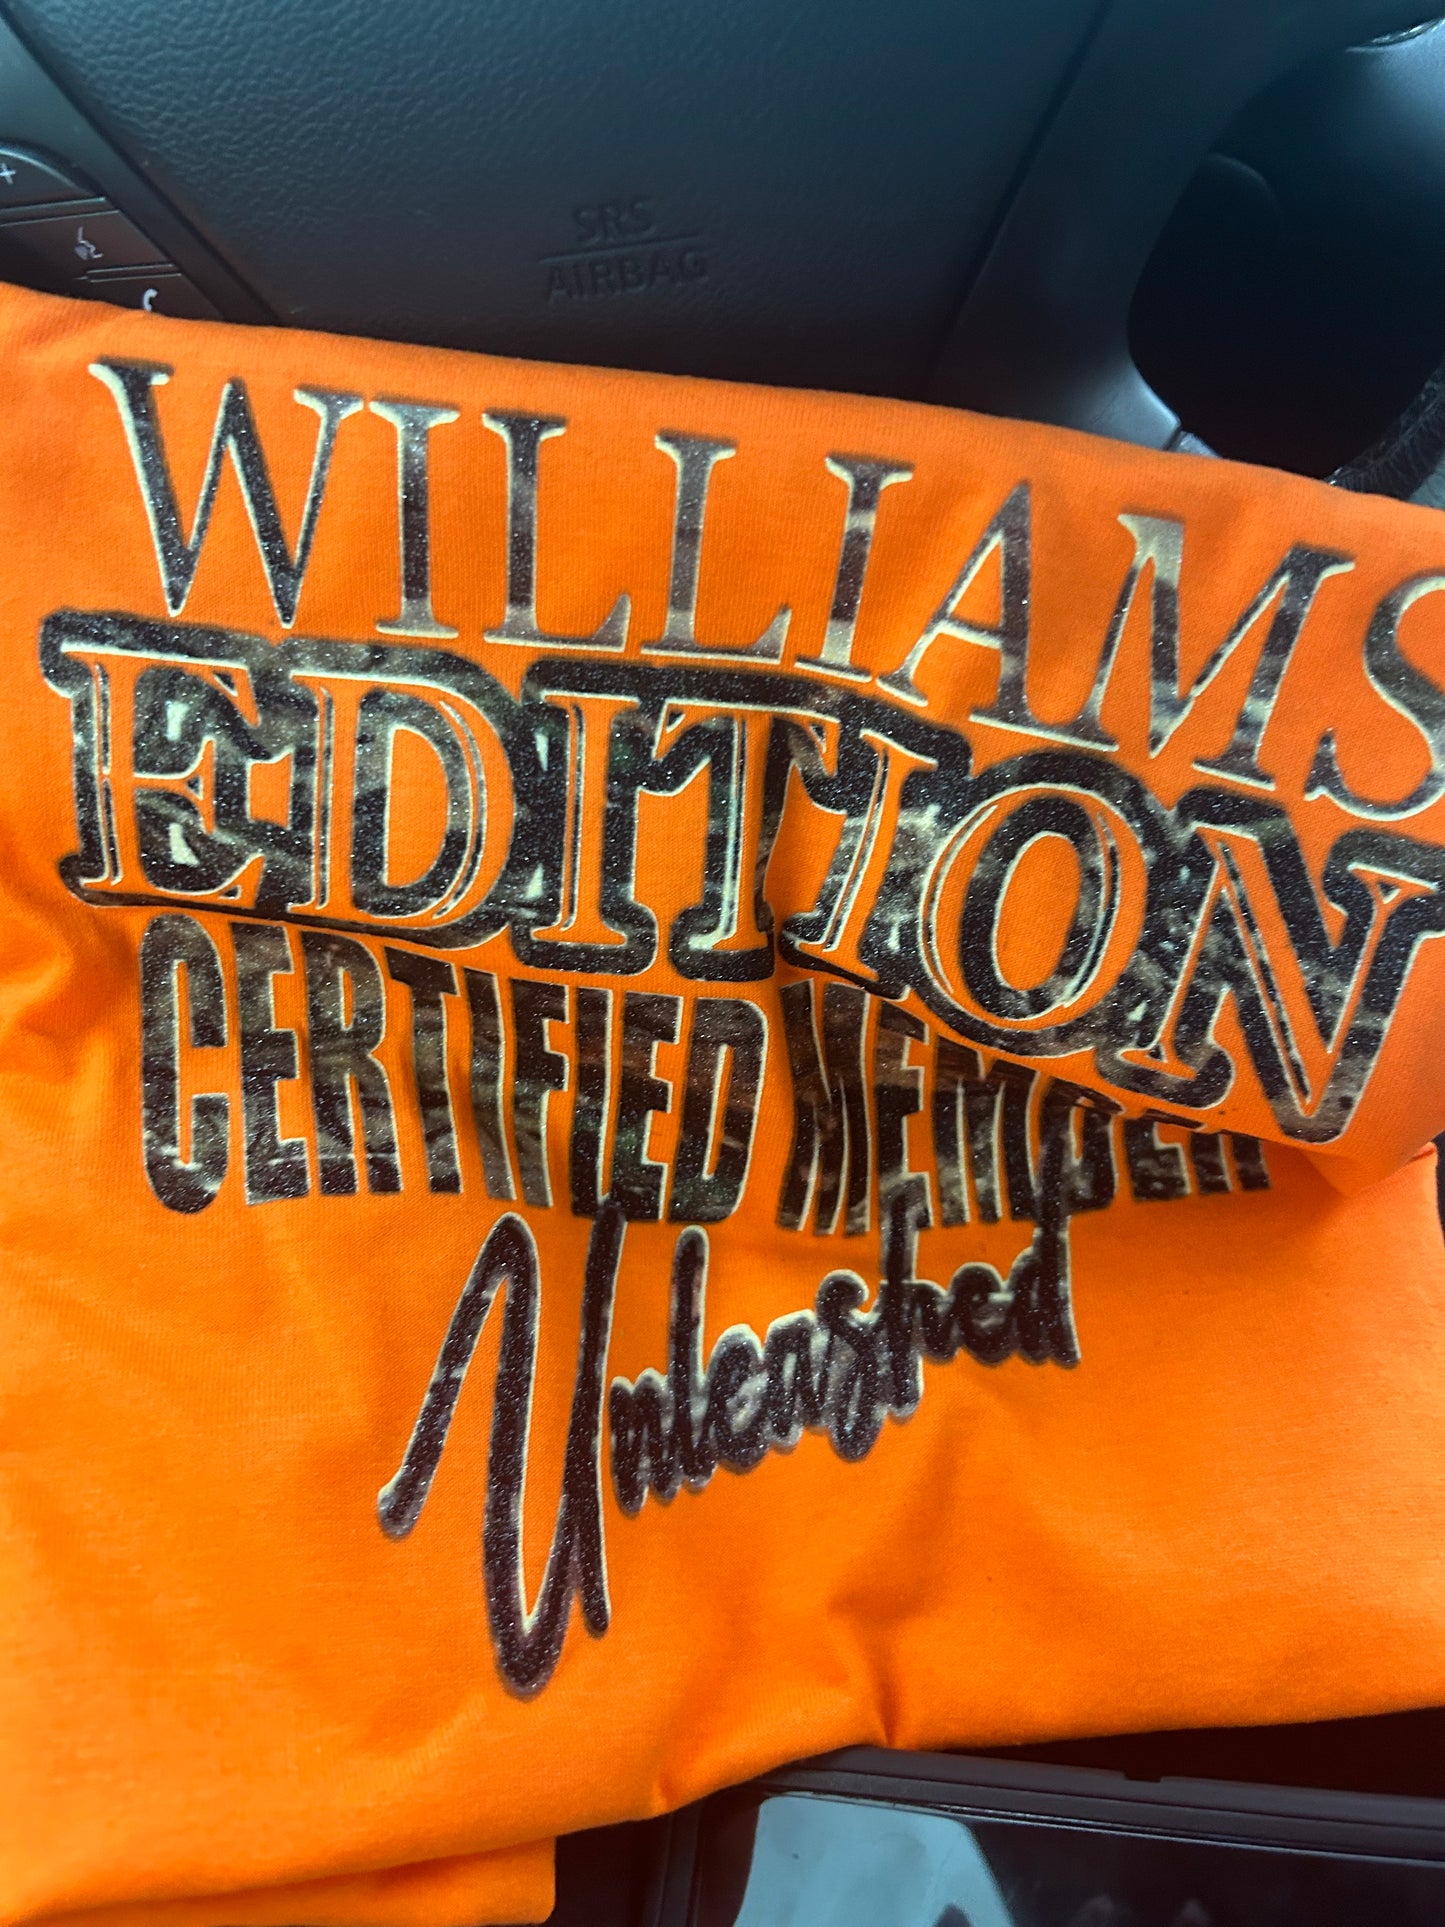 SRS
AIRBAG
+
WILLIAMS
EDITION
CERTIFIED MEMBER
Unleashed